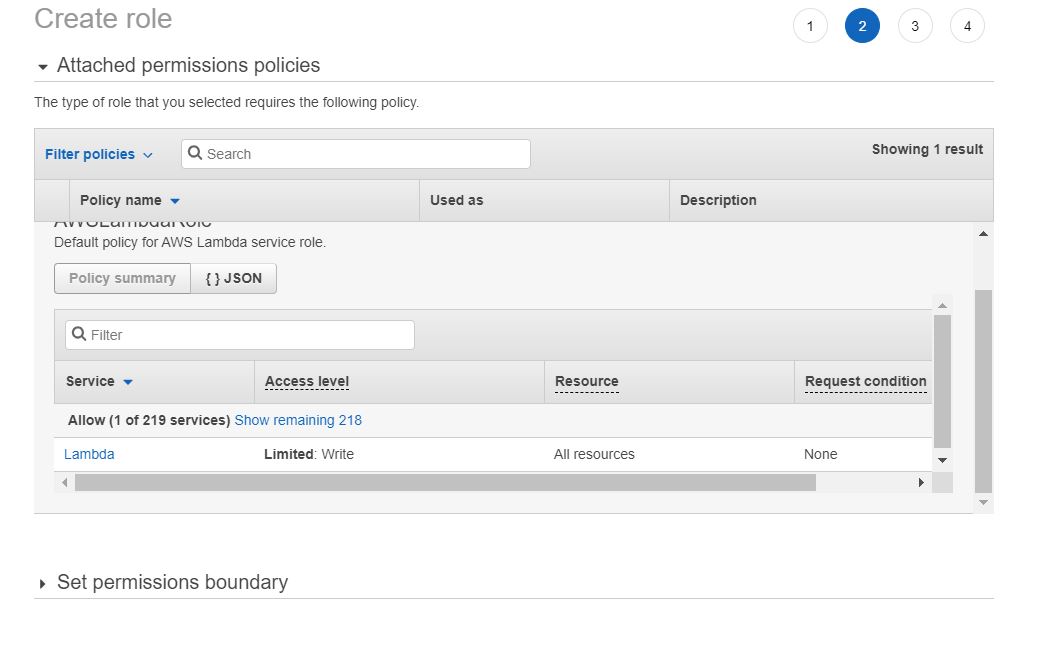 Create role
1 2 3 4
Attached permissions policies
The type of role that you selected requires the following policy.
Filter policies Search Showing 1 result
Policy name Used as Description
AWSLambdaRole
Default policy for AWS Lambda service role.
Policy summary { } JSON
Filter
Service Access level Resource Request condition
Allow (1 of 219 services) Show remaining 218
Lambda Limited: Write All resources None
Set permissions boundary